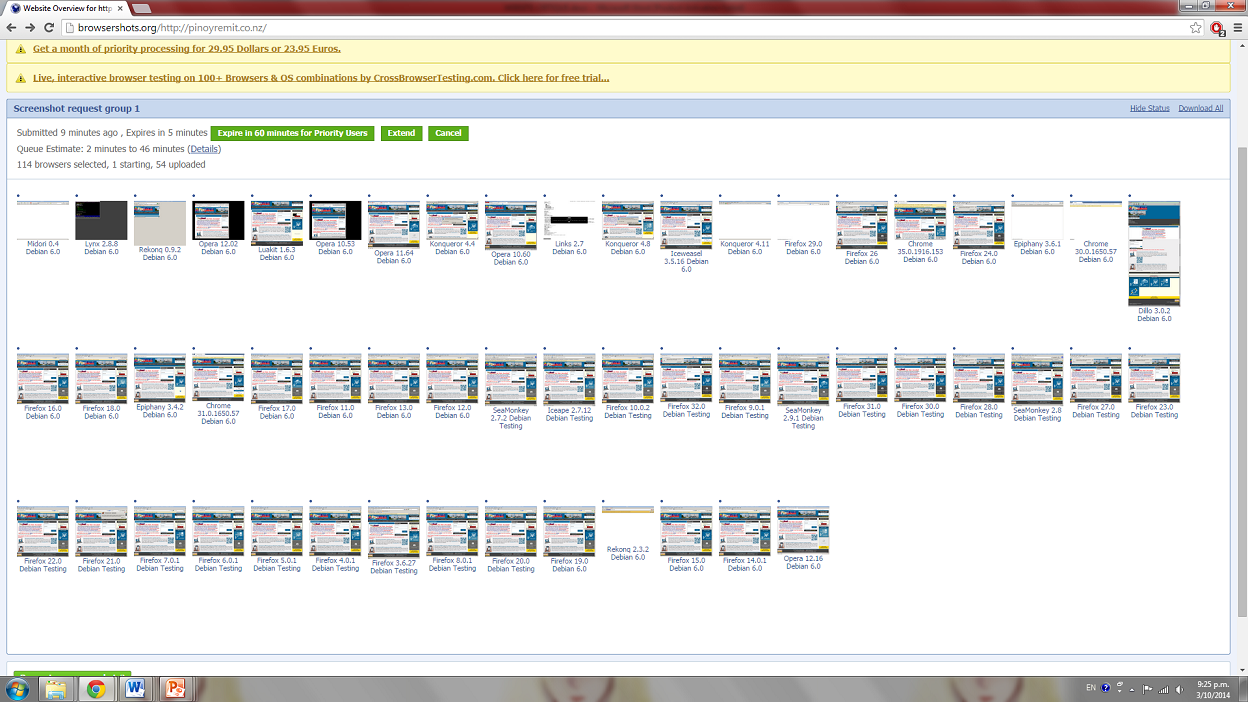 Website Overview for http
browsershots.org/http://pinoyremit.co.nz/
2
Get a month of priority processing for 29.95 Dollars or 23.95 Euros.
Live, interactive browser testing on 100+ Browsers & OS combinations by CrossBrowserTesting.com. Click here for free trial...
Screenshot request group 1 Hide Status Download All
Submitted 9 minutes ago , Expires in 5 minutes Expire in 60 minutes for Priority Users Extend Cancel
Queue Estimate: 2 minutes to 46 minutes (Details)
114 browsers selected, 1 starting, 54 uploaded
Midori 0.4
Debian 6.0
Lynx 2.8.8
Debian 6.0
Rekonq 0.9.2
Debian 6.0
Opera 12.02
Debian 6.0
Luakit 1.6.3
Debian 6.0
Opera 10.53
Debian 6.0
Opera 11.64
Debian 6.0
Konqueror 4.4
Debian 6.0
Opera 10.60
Debian 6.0
Links 2.7
Debian 6.0
Konqueror 4.8
Debian 6.0
Iceweasel
3.5.16 Debian
6.0
Konqueror 4.11
Debian 6.0
Firefox 29.0
Debian 6.0
Firefox 26
Debian 6.0
Chrome
35.0.1916.153
Debian 6.0
Firefox 24.0
Debian 6.0
Epiphany 3.6.1
Debian 6.0
Chrome
30.0.1650.57
Debian 6.0
Dillo 3.0.2
Debian 6.0
Firefox 16.0
Debian 6.0
Firefox 18.0
Debian 6.0
Epiphany 3.4.2
Debian 6.0
Chrome
31.0.1650.57
Debian 6.0
Firefox 17.0
Debian 6.0
Firefox 11.0
Debian 6.0
Firefox 13.0
Debian 6.0
Firefox 12.0
Debian 6.0
SeaMonkey
2.7.2 Debian
Testing
Iceape 2.7.12
Debian Testing
Firefox 10.0.2
Debian Testing
Firefox 32.0
Debian Testing
Firefox 9.0.1
Debian Testing
SeaMonkey
2.9.1 Debian
Testing
Firefox 31.0
Debian Testing
Firefox 30.0
Debian Testing
Firefox 28.0
Debian Testing
SeaMonkey 2.8
Debian Testing
Firefox 27.0
Debian Testing
Firefox 23.0
Debian Testing
Firefox 22.0
Debian Testing
Firefox 21.0
Debian Testing
Firefox 7.0.1
Debian Testing
Firefox 6.0.1
Debian Testing
Firefox 5.0.1
Debian Testing
Firefox 4.0.1
Debian Testing
Firefox 3.6.27
Debian Testing
Firefox 8.0.1
Debian Testing
Firefox 20.0
Debian Testing
Firefox 19.0
Debian 6.0
Rekonq 2.3.2
Debian 6.0
Firefox 15.0
Debian 6.0
Firefox 14.0.1
Debian 6.0
Opera 12.16
Debian 6.0
EN
9:25 p.m.
3/10/2014